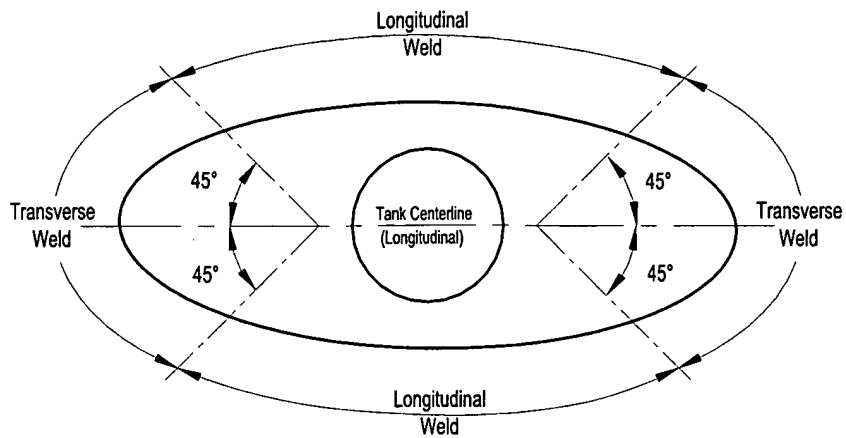 Longitudinal
Weld
45°
45°
Transverse
Weld
Tank Centerline
(Longitudinal)
Transverse
Weld
45°
45°
Longitudinal
Weld